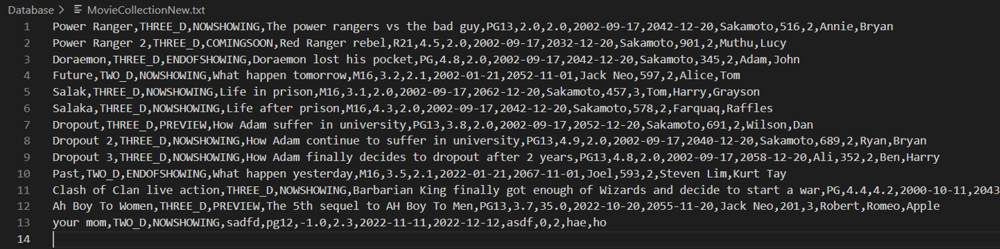 Database > MovieCollectionNew.txt
1 Power Ranger,THREE_D,NOWSHOWING,The power rangers vs the bad guy,PG13,2.0,2.0,2002-09-17,2042-12-20,Sakamoto,516,2,Annie,Bryan
2 Power Ranger 2,THREE_D,COMINGSOON,Red Ranger rebel,R21,4.5,2.0,2002-09-17,2032-12-20,Sakamoto,901,2,Muthu,Lucy
3 Doraemon,THREE_D,ENDOFSHOWING,Doraemon lost his pocket,PG,4.8,2.0,2002-09-17,2042-12-20,Sakamoto,345,2,Adam,John
4 Future,TWO_D,NOWSHOWING,What happen tomorrow,M16,3.2,2.1,2002-01-21,2052-11-01,Jack Neo,597,2,Alice,Tom
5 Salak,THREE_D,NOWSHOWING,Life in prison,M16,3.1,2.0,2002-09-17,2062-12-20,Sakamoto,457,3,Tom,Harry,Grayson
6 Salaka,THREE_D,NOWSHOWING,Life after prison,M16,4.3,2.0,2002-09-17,2042-12-20,Sakamoto,578,2,Farquaq,Raffles
7 Dropout,THREE_D,PREVIEW,How Adam suffer in university,PG13,3.8,2.0,2002-09-17,2052-12-20,Sakamoto,691,2,Wilson,Dan
8 Dropout 2,THREE_D,NOWSHOWING,How Adam continue to suffer in university,PG13,4.9,2.0,2002-09-17,2040-12-20,Sakamoto,689,2,Ryan,Bryan
9 Dropout 3,THREE_D,NOWSHOWING,How Adam finally decides to dropout after 2 years,PG13,4.8,2.0,2002-09-17,2058-12-20,Ali,352,2,Ben,Harry
10 Past,TWO_D,ENDOFSHOWING,What happen yesterday,M16,3.5,2.1,2022-01-21,2067-11-01,Joel,593,2,Steven Lim,Kurt Tay
11 Clash of Clan live action,THREE_D,NOWSHOWING,Barbarian King finally got enough of Wizards and decide to start a war,PG,4.4,4.2,2000-10-11,2043
12 Ah Boy To Women,THREE_D,PREVIEW,The 5th sequel to AH Boy To Men,PG13,3.7,35.0,2022-10-20,2055-11-20,Jack Neo,201,3,Robert,Romeo,Apple
13 your mom,TWO_D,NOWSHOWING,sadfd,pg12,-1.0,2.3,2022-11-11,2022-12-12,asdf,0,2,hae,ho
14